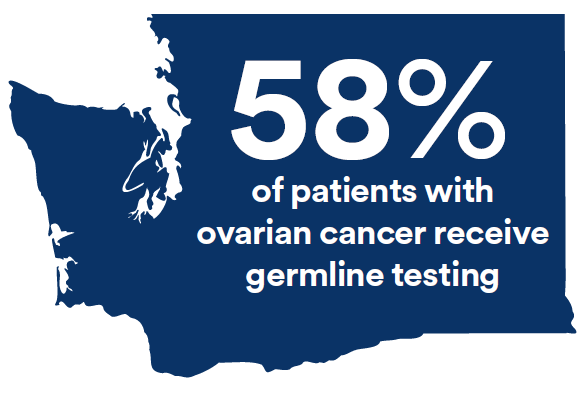 58%
of patients with
ovarian cancer receive
germline testing